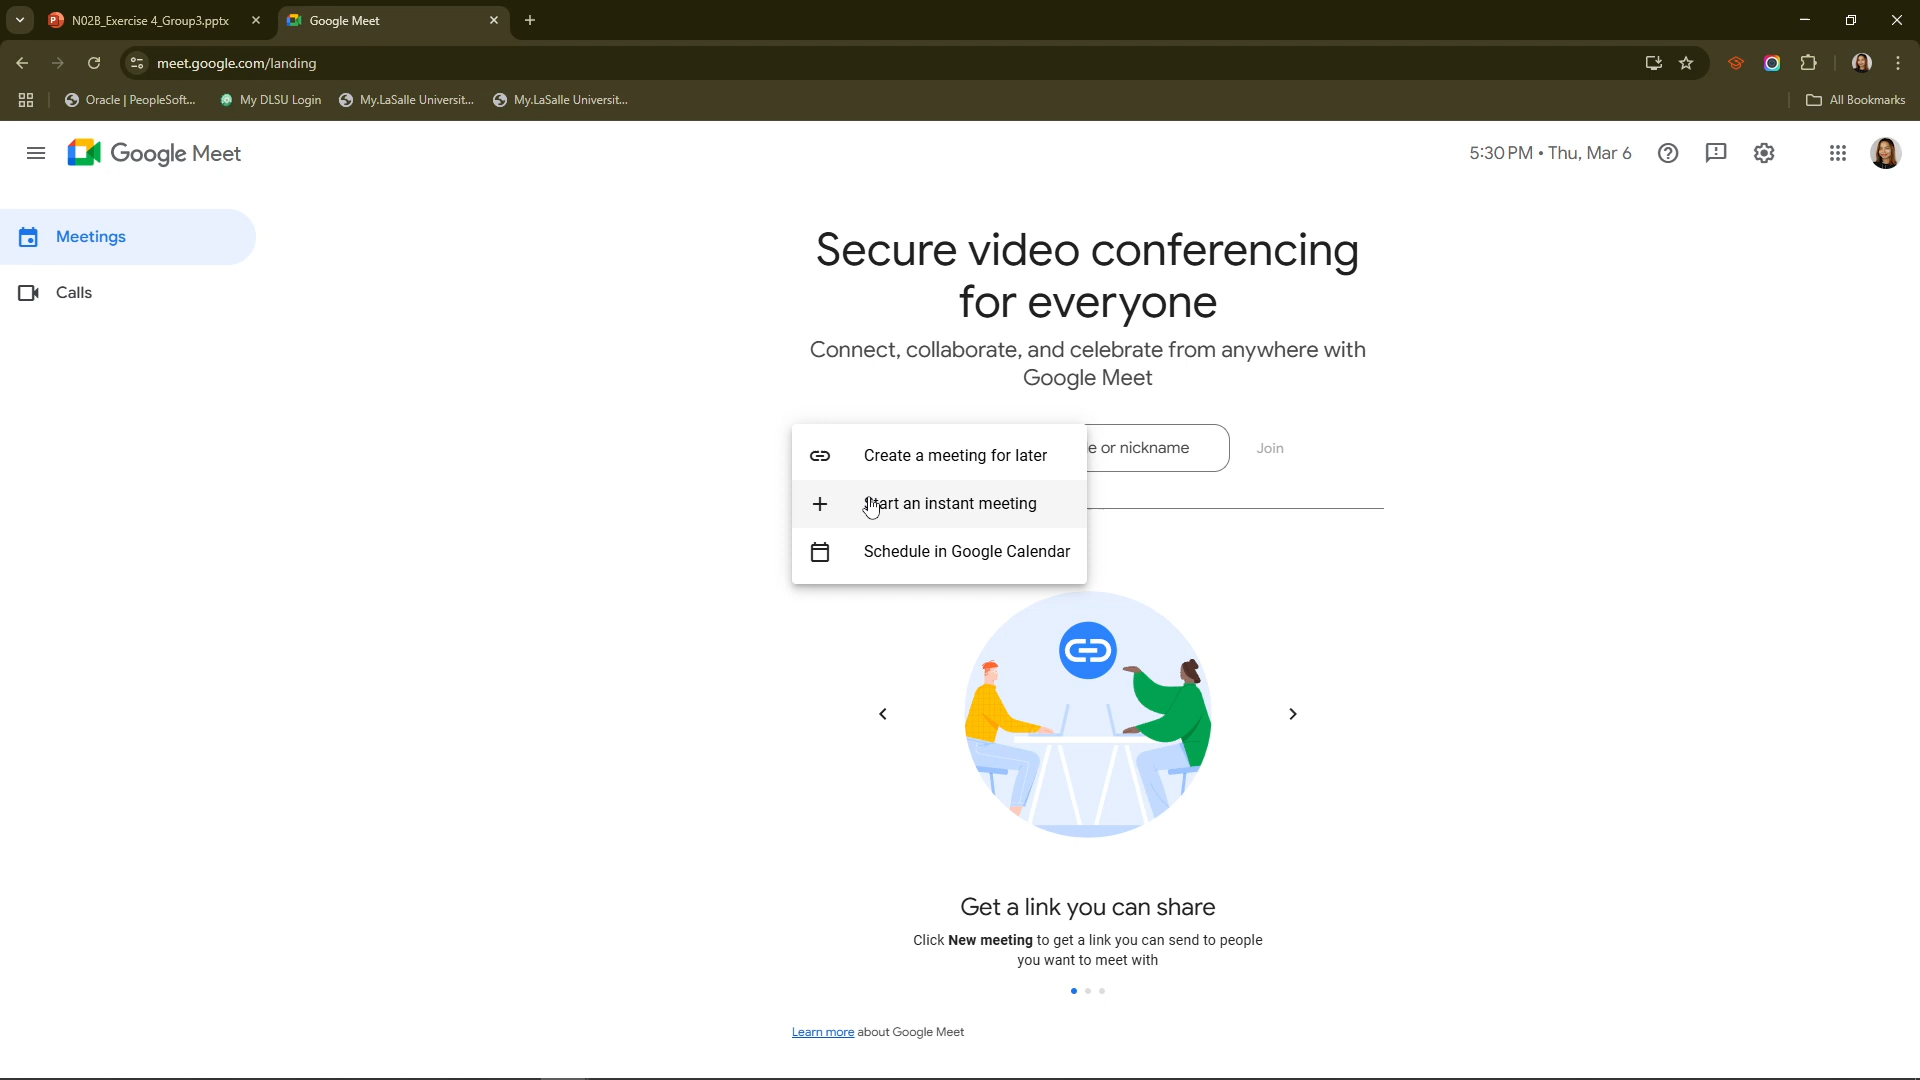 N02B_Exercise 4_Group3.pptx
Google Meet
meet.google.com/landing
Oracle | PeopleSoft...
My DLSU Login
My.LaSalle Universit...
My.LaSalle Universit...
All Bookmarks
Google Meet
5:30 PM • Thu, Mar 6
Meetings
Calls
Secure video conferencing
for everyone
Connect, collaborate, and celebrate from anywhere with
Google Meet
Create a meeting for later
or nickname
Join
Start an instant meeting
Schedule in Google Calendar
Get a link you can share
Click New meeting to get a link you can send to people
you want to meet with
Learn more about Google Meet